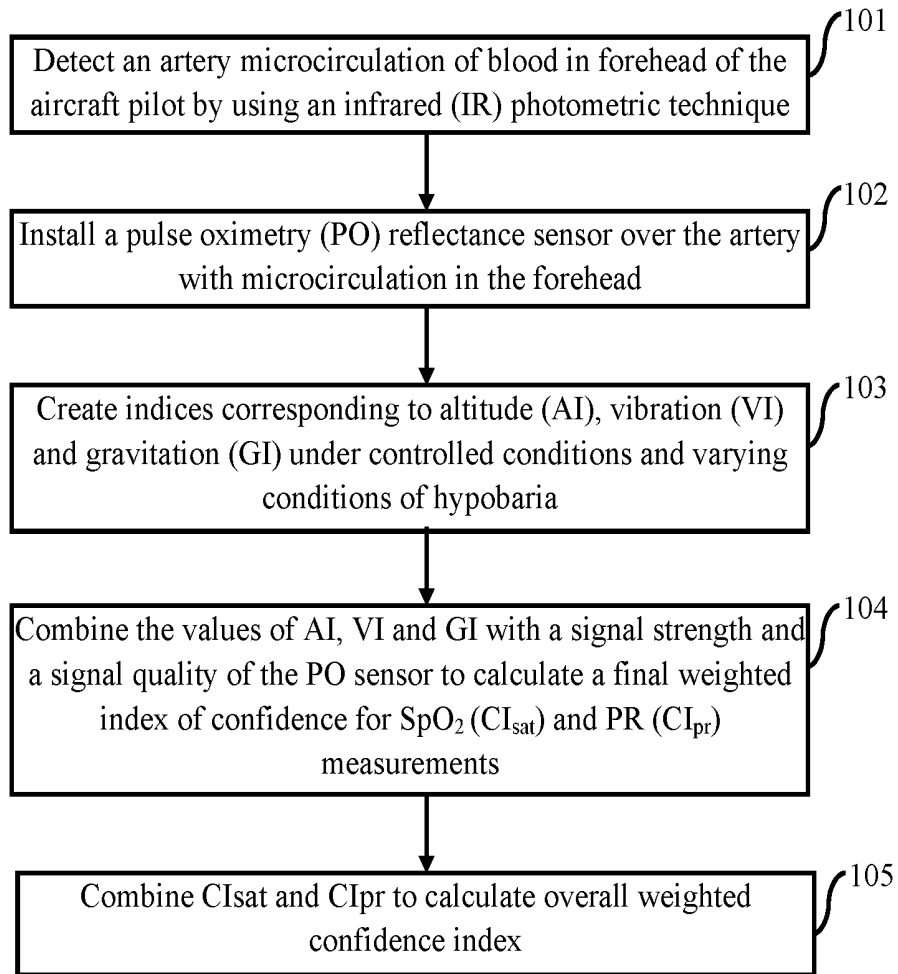 101
Detect an artery microcirculation of blood in forehead of the
aircraft pilot by using an infrared (IR) photometric technique
102
Install a pulse oximetry (PO) reflectance sensor over the artery
with microcirculation in the forehead
103
Create indices corresponding to altitude (AI), vibration (VI)
and gravitation (GI) under controlled conditions and varying
conditions of hypobaria
104
Combine the values of AI, VI and GI with a signal strength and
a signal quality of the PO sensor to calculate a final weighted
index of confidence for SpO₂ (CIsat) and PR (CIpr)
measurements
105
Combine CIsat and CIpr to calculate overall weighted
confidence index